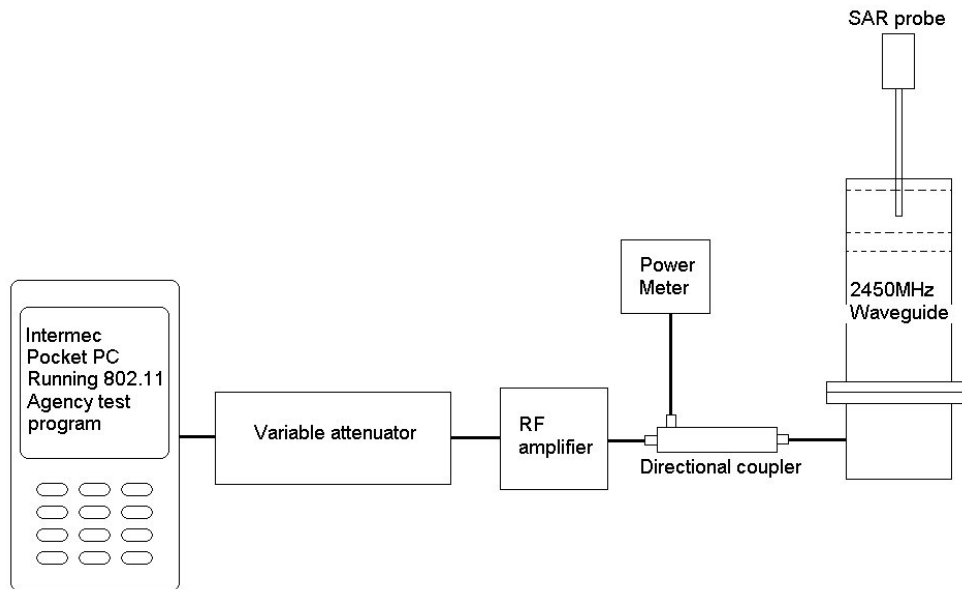 SAR probe
Power
Meter
2450MHz
Waveguide
Intermec
Pocket PC
Running 802.11
Agency test
program
Variable attenuator
RF
amplifier
Directional coupler